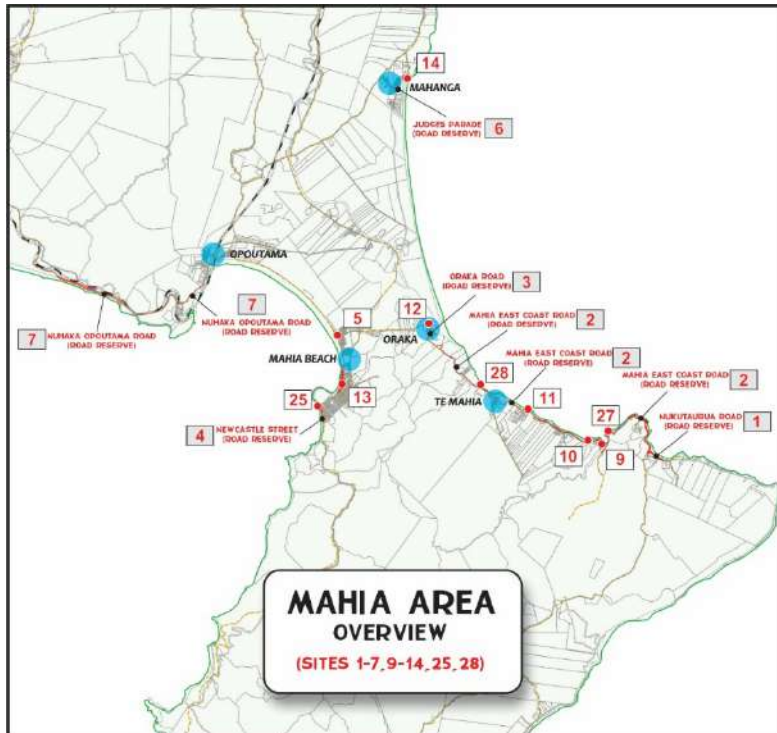 14
MAHANGA
JUDGES PARADE
(ROAD RESERVE)
6
OPOUTAMA
7
NUHAKA OPOUTAMA ROAD
(ROAD RESERVE)
7
NUHAKA OPOUTAMA ROAD
(ROAD RESERVE)
5
12
ORAKA ROAD
(ROAD RESERVE)
3
ORAKA
MAHIA EAST COAST ROAD
(ROAD RESERVE)
2
MAHIA BEACH
28
MAHIA EAST COAST ROAD
(ROAD RESERVE)
2
TE MAHIA
13
25
11
MAHIA EAST COAST ROAD
(ROAD RESERVE)
2
4
NEWCASTLE STREET
(ROAD RESERVE)
27
NUKUTAURUA ROAD
(ROAD RESERVE)
1
10
9
MAHIA AREA
OVERVIEW
(SITES 1-7,9-14,25,28)